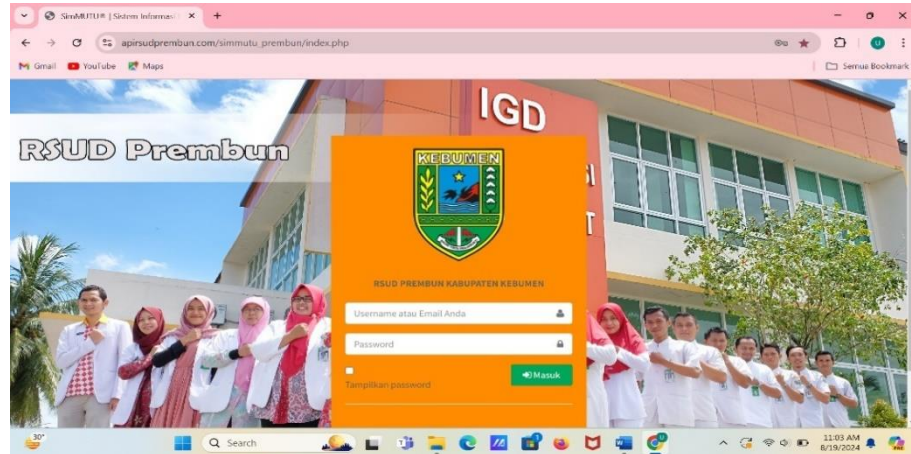 SimMUTU® | Sistem Informasi
apirsudprembun.com/simmutu_prembun/index.php
Gmail
YouTube
Maps
Semua Bookmark
IGD
RSUD Prembun
KEBUMEN
RSUD PREMBUN KABUPATEN KEBUMEN
Username atau Email Anda
Password
Tampilkan password
Masuk
30°
Search
11:03 AM
8/19/2024